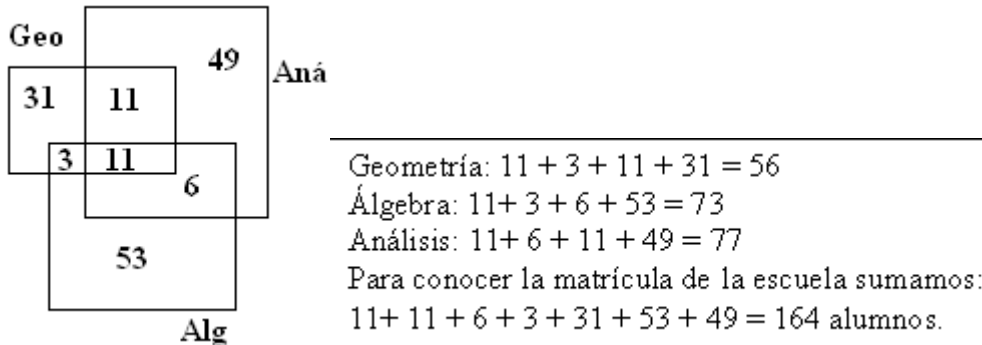 Geo
49
Aná
31
11
3
11
6
53
Alg
Geometría: 11 + 3 + 11 + 31 = 56
Álgebra: 11+ 3 + 6 + 53 = 73
Análisis: 11+ 6 + 11 + 49 = 77
Para conocer la matrícula de la escuela sumamos:
11+ 11 + 6 + 3 + 31 + 53 + 49 = 164 alumnos.